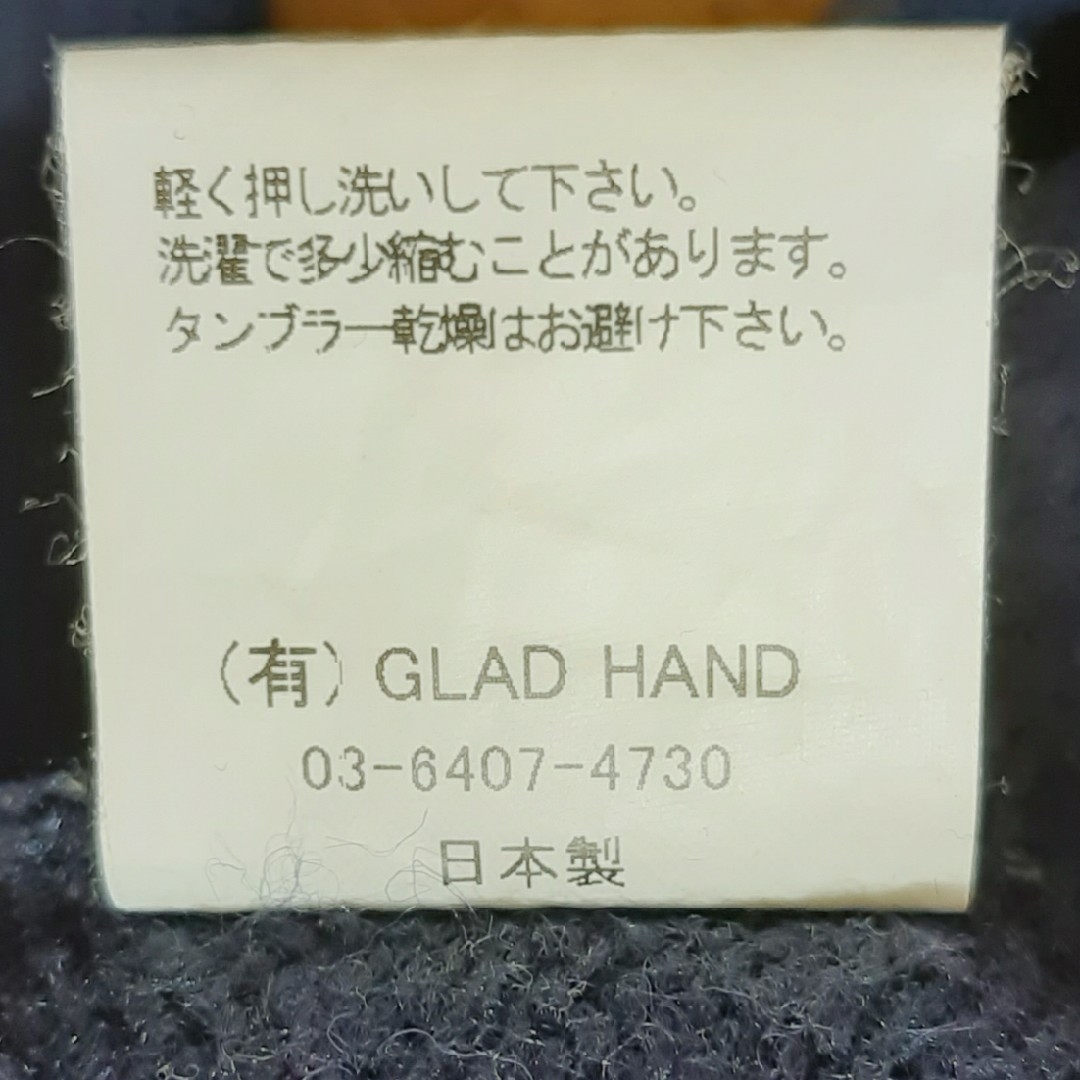 軽く押し洗いして下さい。
洗濯で多少縮むことがあります。
タンブラー乾燥はお避け下さい。
(有) GLAD HAND
03-6407-4730
日本製